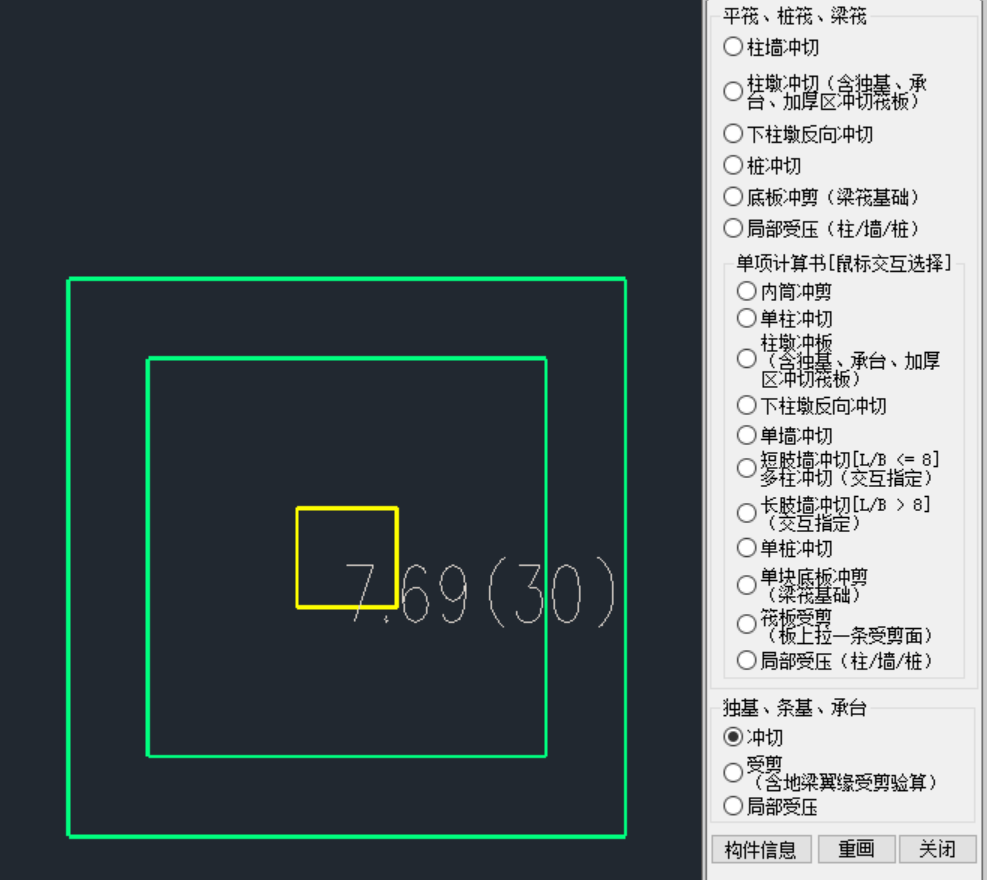 7.69(30)
平筏、桩筏、梁筏
柱墙冲切
柱墩冲切（含独基、承
台、加厚区冲切筏板）
下柱墩反向冲切
桩冲切
底板冲剪（梁筏基础）
局部受压（柱/墙/桩）
单项计算书[鼠标交互选择]
内筒冲剪
单柱冲切
柱墩冲板
（含独基、承台、加厚
区冲切筏板）
下柱墩反向冲切
单墙冲切
短肢墙冲切[L/B <= 8]
多柱冲切（交互指定）
长肢墙冲切[L/B > 8]
（交互指定）
单桩冲切
单块底板冲剪
（梁筏基础）
筏板受剪
（板上拉一条受剪面）
局部受压（柱/墙/桩）
独基、条基、承台
冲切
受剪
（含地梁翼缘受剪验算）
局部受压
构件信息
重画
关闭